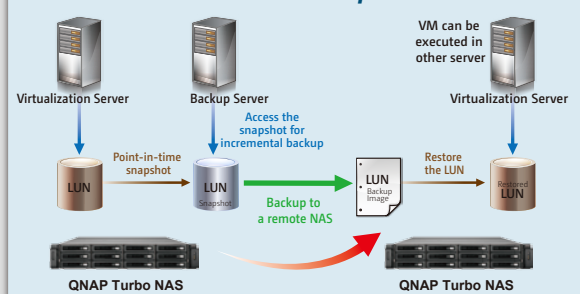 VM can be
executed in
other server
Virtualization Server
Backup Server
Virtualization Server
Access the
snapshot for
incremental backup
Point-in-time
snapshot
Restore
the LUN
LUN
LUN
Snapshot
LUN
Backup
Image
Restored
LUN
Backup to
a remote NAS
QNAP Turbo NAS
QNAP Turbo NAS